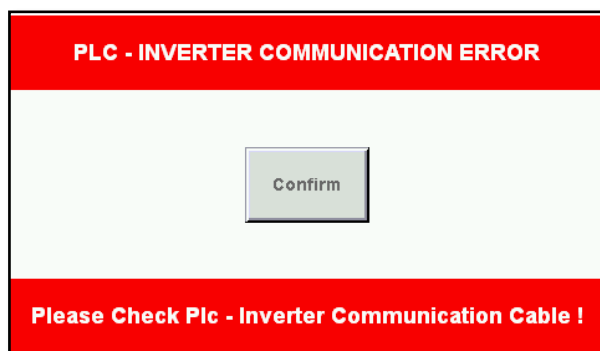 PLC - INVERTER COMMUNICATION ERROR
Confirm
Please Check Plc - Inverter Communication Cable !